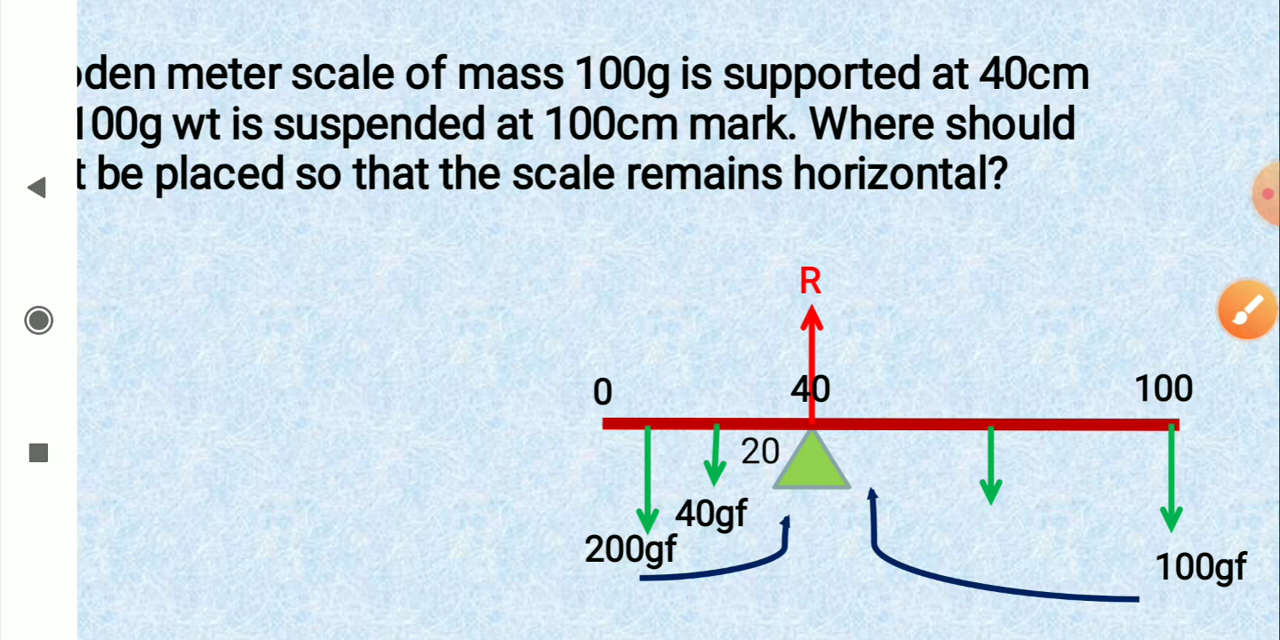 den meter scale of mass 100g is supported at 40cm
100g wt is suspended at 100cm mark. Where should
t be placed so that the scale remains horizontal?
R
0 40 100
20
40gf
200gf
100gf